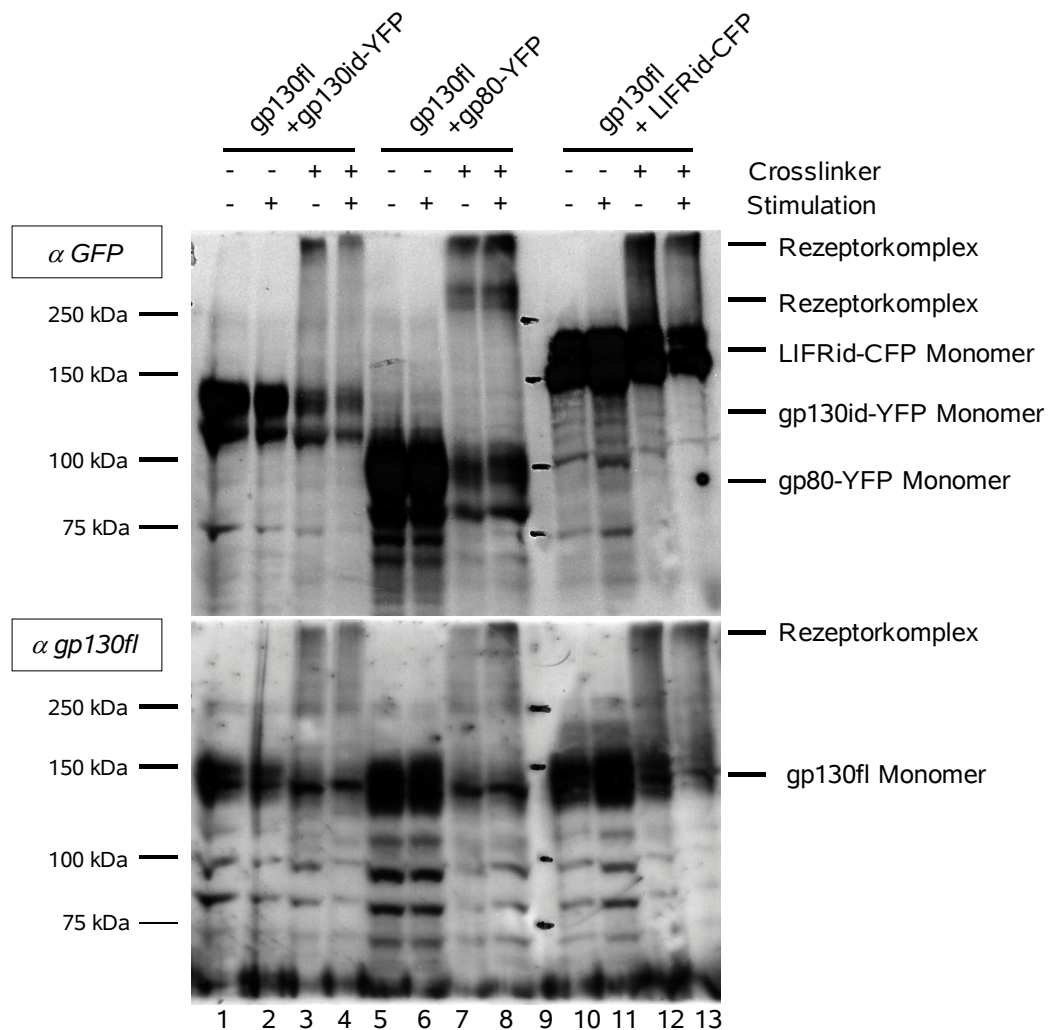 gp130fl
+gp130id-YFP
gp130fl
+gp80-YFP
gp130fl
+ LIFRid-CFP
- - + + - - + + - - + + Crosslinker
- + - + - + - + - + - + Stimulation
α GFP
Rezeptorkomplex
Rezeptorkomplex
250 kDa
LIFRid-CFP Monomer
150 kDa
gp130id-YFP Monomer
100 kDa
gp80-YFP Monomer
75 kDa
α gp130fl
Rezeptorkomplex
250 kDa
150 kDa
gp130fl Monomer
100 kDa
75 kDa
1 2 3 4 5 6 7 8 9 10 11 12 13